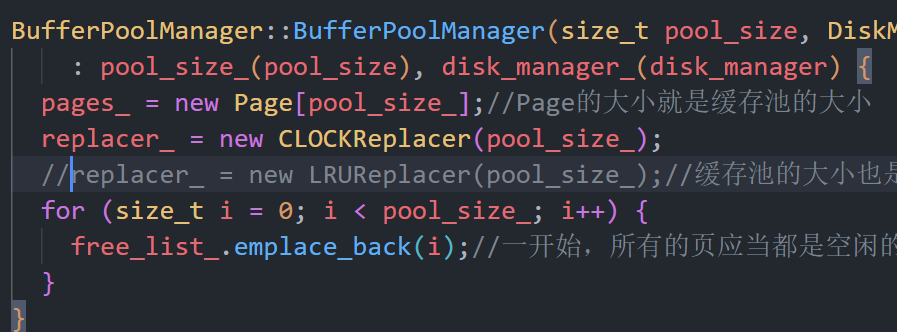 BufferPoolManager::BufferPoolManager(size_t pool_size, DiskM
: pool_size_(pool_size), disk_manager_(disk_manager) {
pages_ = new Page[pool_size_];//Page的大小就是缓存池的大小
replacer_ = new CLOCKReplacer(pool_size_);
//replacer_ = new LRUReplacer(pool_size_);//缓存池的大小也是
for (size_t i = 0; i < pool_size_; i++) {
free_list_.emplace_back(i);//一开始，所有的页应当都是空闲的
}
}